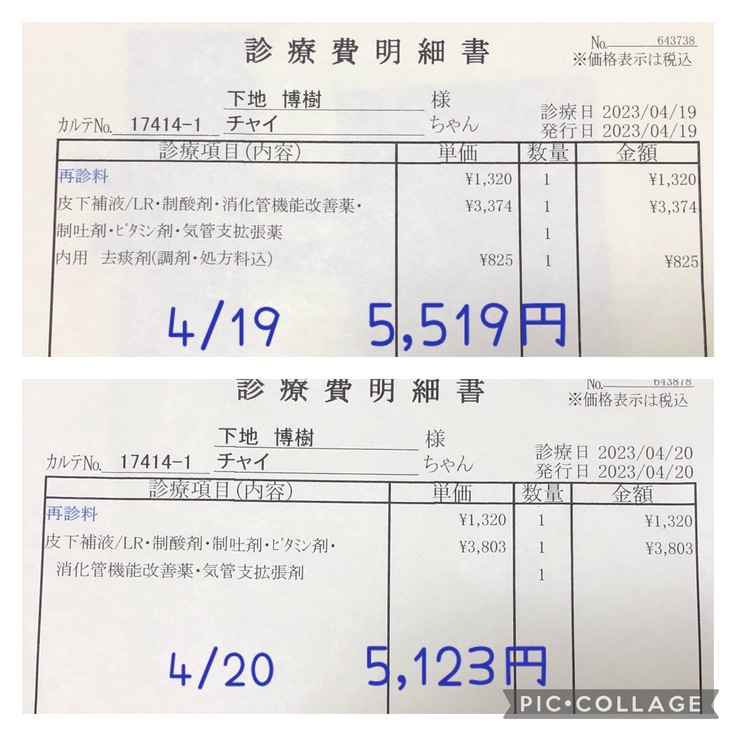 診療費明細書
No. 643738
※価格表示は税込
下地 博樹 様
カルテNo. 17414-1 チャイ ちゃん
診療日 2023/04/19
発行日 2023/04/19
診療項目(内容) 単価 数量 金額
再診料 ¥1,320 1 ¥1,320
皮下補液/LR・制酸剤・消化管機能改善薬・ ¥3,374 1 ¥3,374
制吐剤・ビタミン剤・気管支拡張薬 1
内用 去痰剤(調剤・処方料込) ¥825 1 ¥825
4/19 5,519円
診療費明細書
No. 643878
※価格表示は税込
下地 博樹 様
カルテNo. 17414-1 チャイ ちゃん
診療日 2023/04/20
発行日 2023/04/20
診療項目(内容) 単価 数量 金額
再診料 ¥1,320 1 ¥1,320
皮下補液/LR・制酸剤・制吐剤・ビタミン剤・ ¥3,803 1 ¥3,803
消化管機能改善薬・気管支拡張剤 1
4/20 5,123円
PIC•COLLAGE